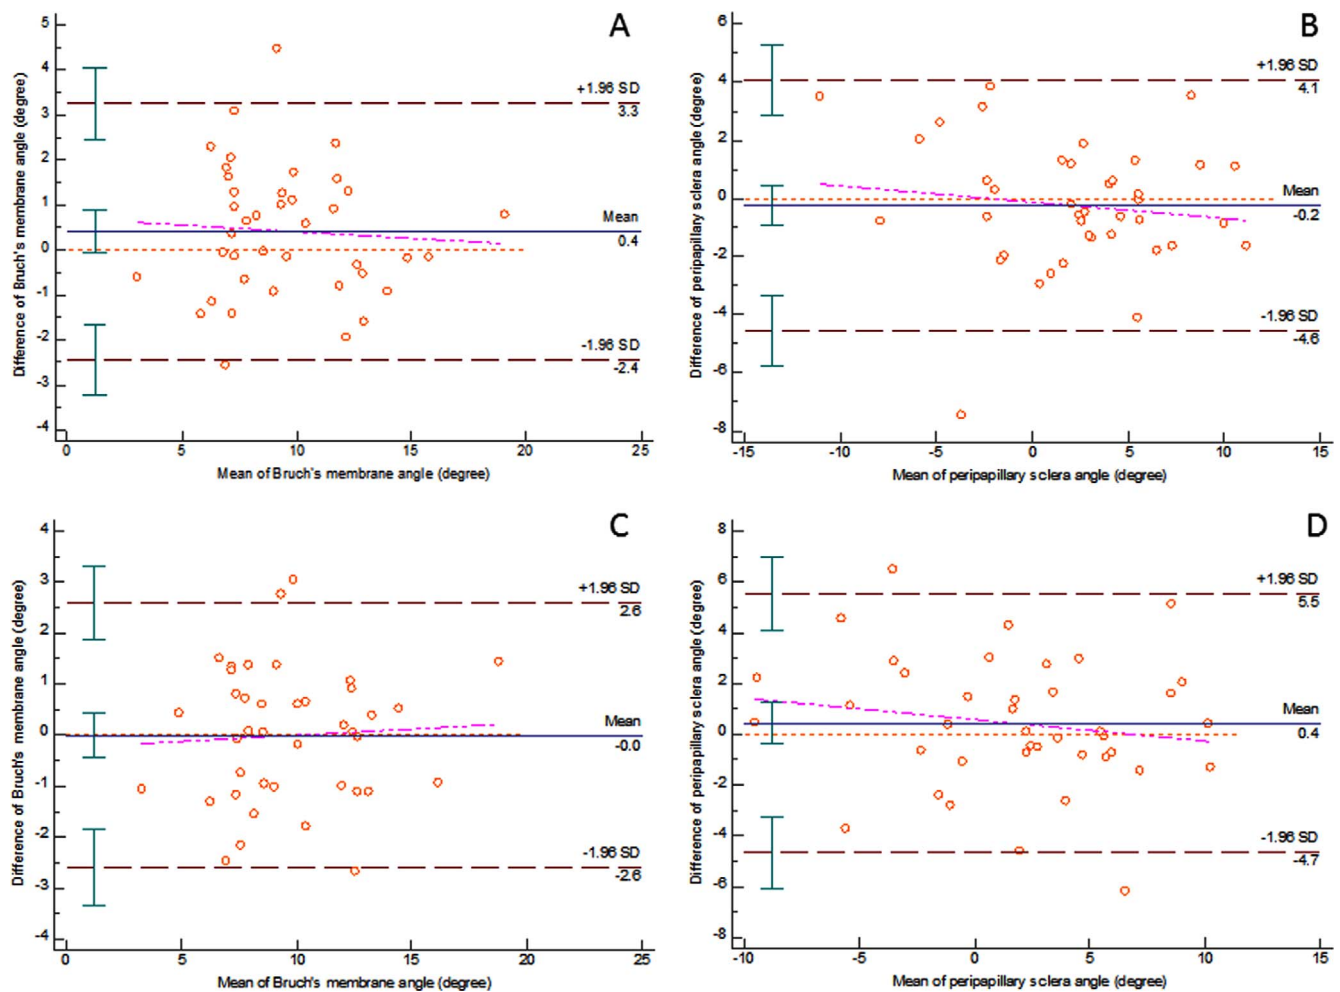 A
Difference of Bruch's membrane angle (degree)
5
4
3
2
1
0
-1
-2
-3
-4
+1.96 SD
3.3
Mean
0.4
-1.96 SD
-2.4
0 5 10 15 20 25
Mean of Bruch's membrane angle (degree)
B
Difference of peripapillary sclera angle (degree)
6
4
2
0
-2
-4
-6
-8
+1.96 SD
4.1
Mean
-0.2
-1.96 SD
-4.6
-15 -10 -5 0 5 10 15
Mean of peripapillary sclera angle (degree)
C
Difference of Bruch's membrane angle (degree)
4
3
2
1
0
-1
-2
-3
-4
+1.96 SD
2.6
Mean
-0.0
-1.96 SD
-2.6
0 5 10 15 20 25
Mean of Bruch's membrane angle (degree)
D
Difference of peripapillary sclera angle (degree)
8
6
4
2
0
-2
-4
-6
-8
+1.96 SD
5.5
Mean
0.4
-1.96 SD
-4.7
-10 -5 0 5 10 15
Mean of peripapillary sclera angle (degree)